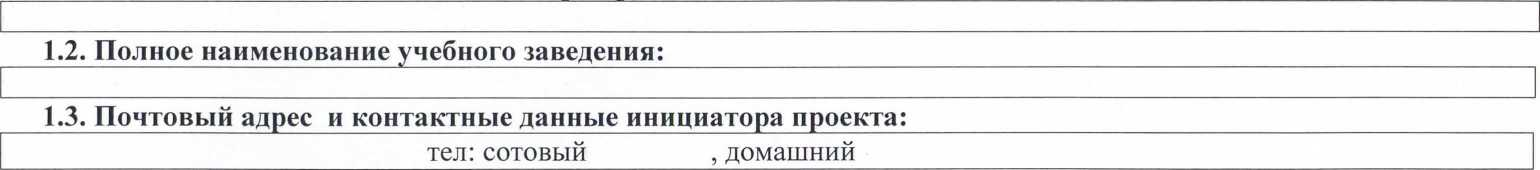 1.2. Полное наименование учебного заведения:
1.3. Почтовый адрес и контактные данные инициатора проекта:
тел: сотовый , домашний